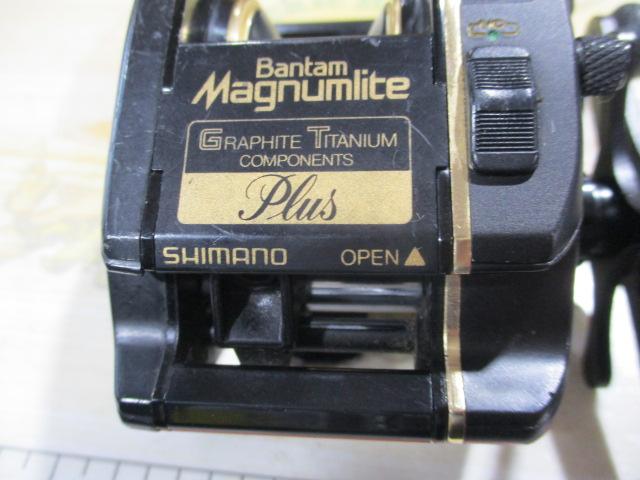 Bantam
Magnumlite
GRAPHITE TITANIUM
COMPONENTS
Plus
SHIMANO OPEN ▲